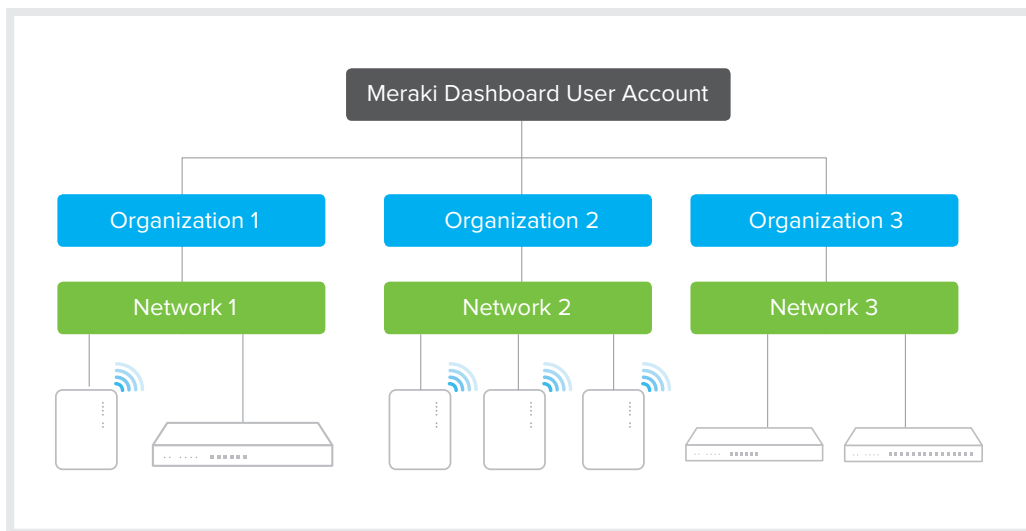 Meraki Dashboard User Account
Organization 1
Organization 2
Organization 3
Network 1
Network 2
Network 3